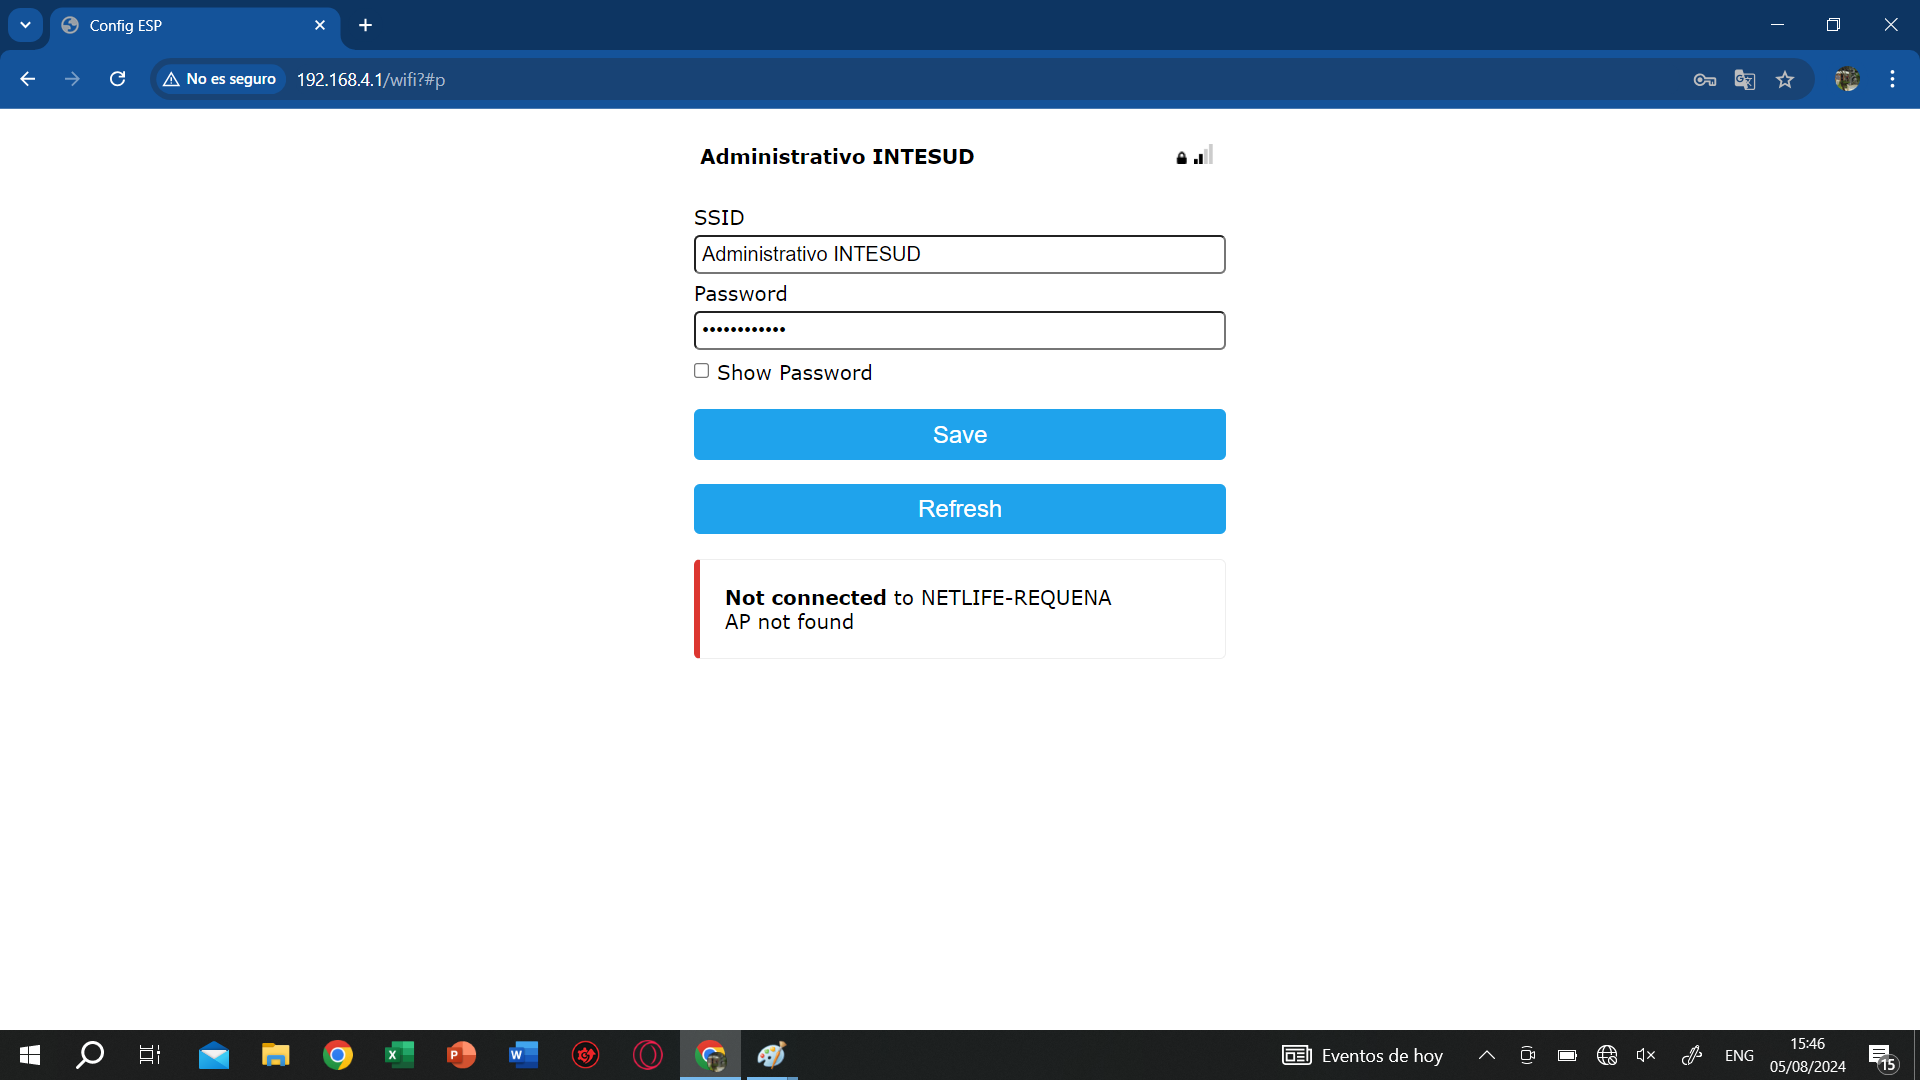 Config ESP
No es seguro
192.168.4.1/wifi?#p
Administrativo INTESUD
SSID
Administrativo INTESUD
Password
••••••••••••
Show Password
Save
Refresh
Not connected to NETLIFE-REQUENA
AP not found
Eventos de hoy
ENG
15:46
05/08/2024
15